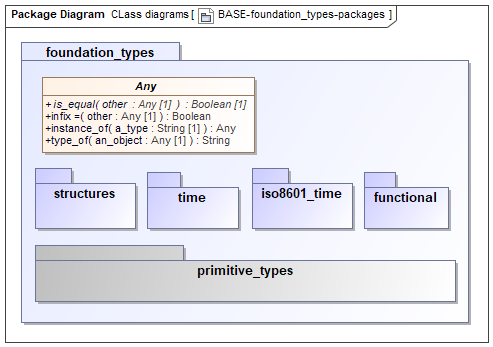 Package Diagram CLass diagrams [ BASE-foundation_types-packages ]
foundation_types
Any
+ is_equal( other : Any [1] ) : Boolean [1]
+ infix =( other : Any [1] ) : Boolean
+ instance_of( a_type : String [1] ) : Any
+ type_of( an_object : Any [1] ) : String
structures
time
iso8601_time
functional
primitive_types